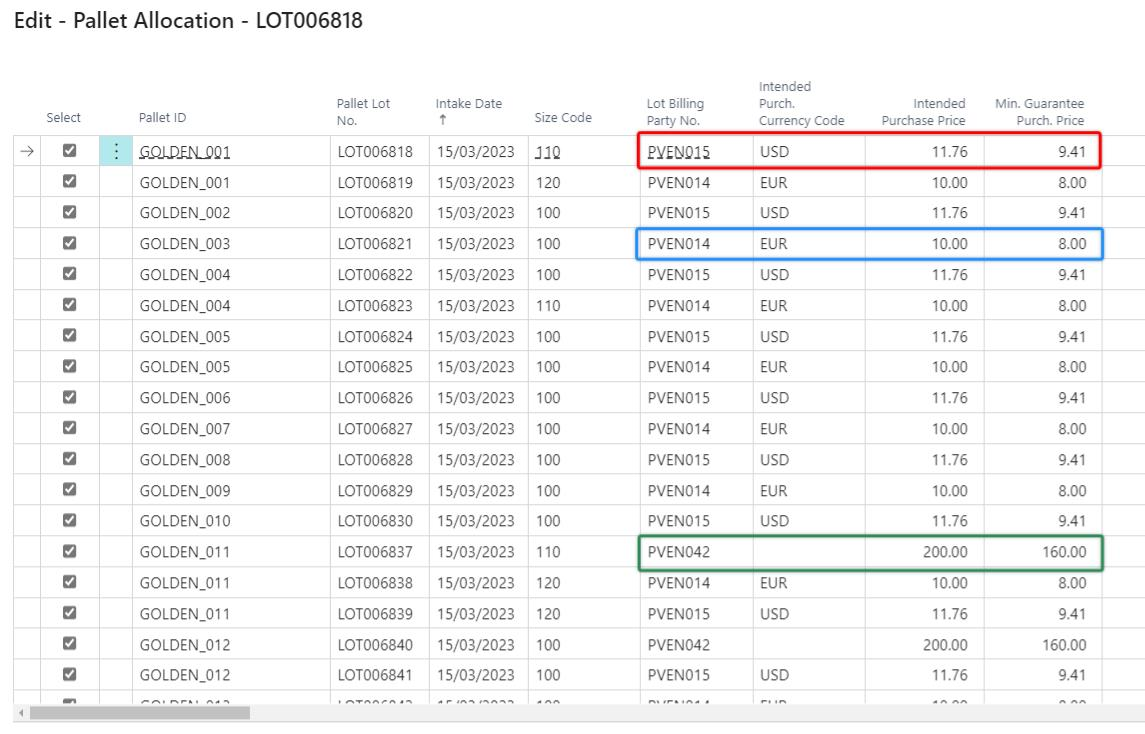 Edit - Pallet Allocation - LOT006818
Select Pallet ID Pallet Lot No. Intake Date ↑ Size Code Lot Billing Party No. Intended Purch. Currency Code Intended Purchase Price Min. Guarantee Purch. Price
→ GOLDEN_001 LOT006818 15/03/2023 110 PVEN015 USD 11.76 9.41
GOLDEN_001 LOT006819 15/03/2023 120 PVEN014 EUR 10.00 8.00
GOLDEN_002 LOT006820 15/03/2023 100 PVEN015 USD 11.76 9.41
GOLDEN_003 LOT006821 15/03/2023 100 PVEN014 EUR 10.00 8.00
GOLDEN_004 LOT006822 15/03/2023 100 PVEN015 USD 11.76 9.41
GOLDEN_004 LOT006823 15/03/2023 110 PVEN014 EUR 10.00 8.00
GOLDEN_005 LOT006824 15/03/2023 100 PVEN015 USD 11.76 9.41
GOLDEN_005 LOT006825 15/03/2023 100 PVEN014 EUR 10.00 8.00
GOLDEN_006 LOT006826 15/03/2023 100 PVEN015 USD 11.76 9.41
GOLDEN_007 LOT006827 15/03/2023 100 PVEN014 EUR 10.00 8.00
GOLDEN_008 LOT006828 15/03/2023 100 PVEN015 USD 11.76 9.41
GOLDEN_009 LOT006829 15/03/2023 100 PVEN014 EUR 10.00 8.00
GOLDEN_010 LOT006830 15/03/2023 100 PVEN015 USD 11.76 9.41
GOLDEN_011 LOT006837 15/03/2023 110 PVEN042 200.00 160.00
GOLDEN_011 LOT006838 15/03/2023 120 PVEN014 EUR 10.00 8.00
GOLDEN_011 LOT006839 15/03/2023 120 PVEN015 USD 11.76 9.41
GOLDEN_012 LOT006840 15/03/2023 100 PVEN042 200.00 160.00
GOLDEN_012 LOT006841 15/03/2023 100 PVEN015 USD 11.76 9.41